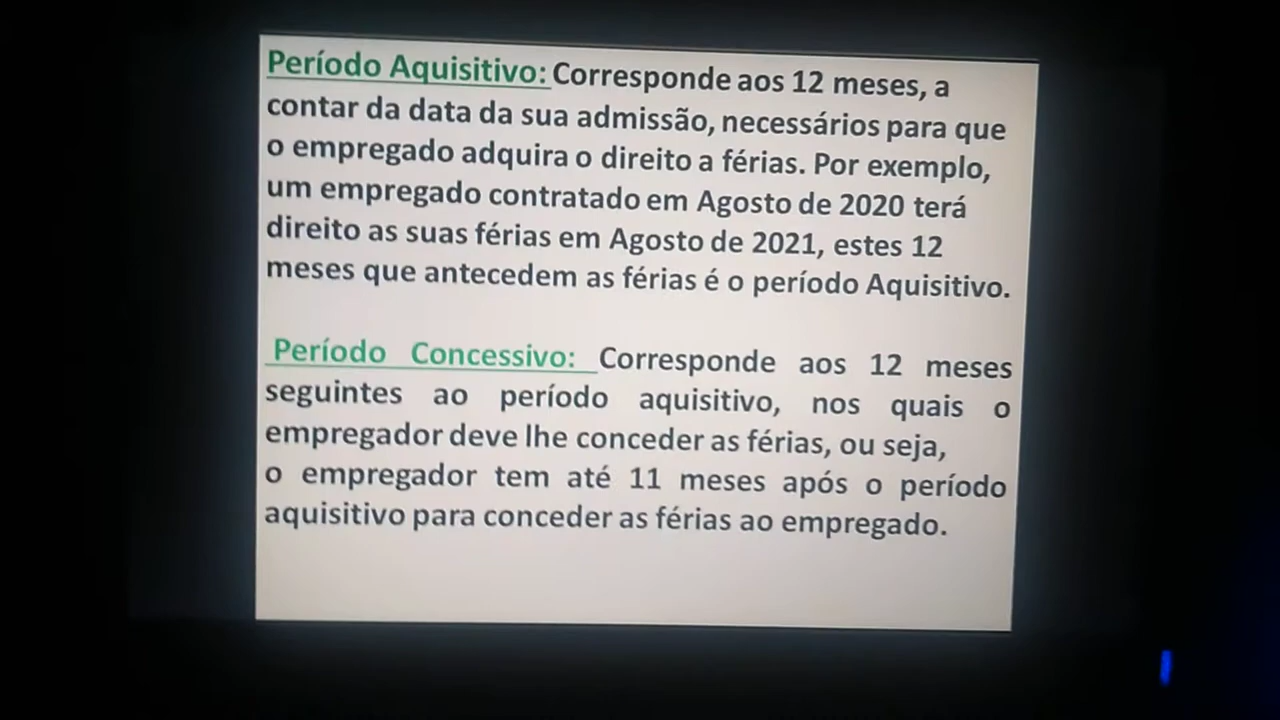 Período Aquisitivo: Corresponde aos 12 meses, a
contar da data da sua admissão, necessários para que
o empregado adquira o direito a férias. Por exemplo,
um empregado contratado em Agosto de 2020 terá
direito as suas férias em Agosto de 2021, estes 12
meses que antecedem as férias é o período Aquisitivo.
Período Concessivo: Corresponde aos 12 meses
seguintes ao período aquisitivo, nos quais o
empregador deve lhe conceder as férias, ou seja,
o empregador tem até 11 meses após o período
aquisitivo para conceder as férias ao empregado.